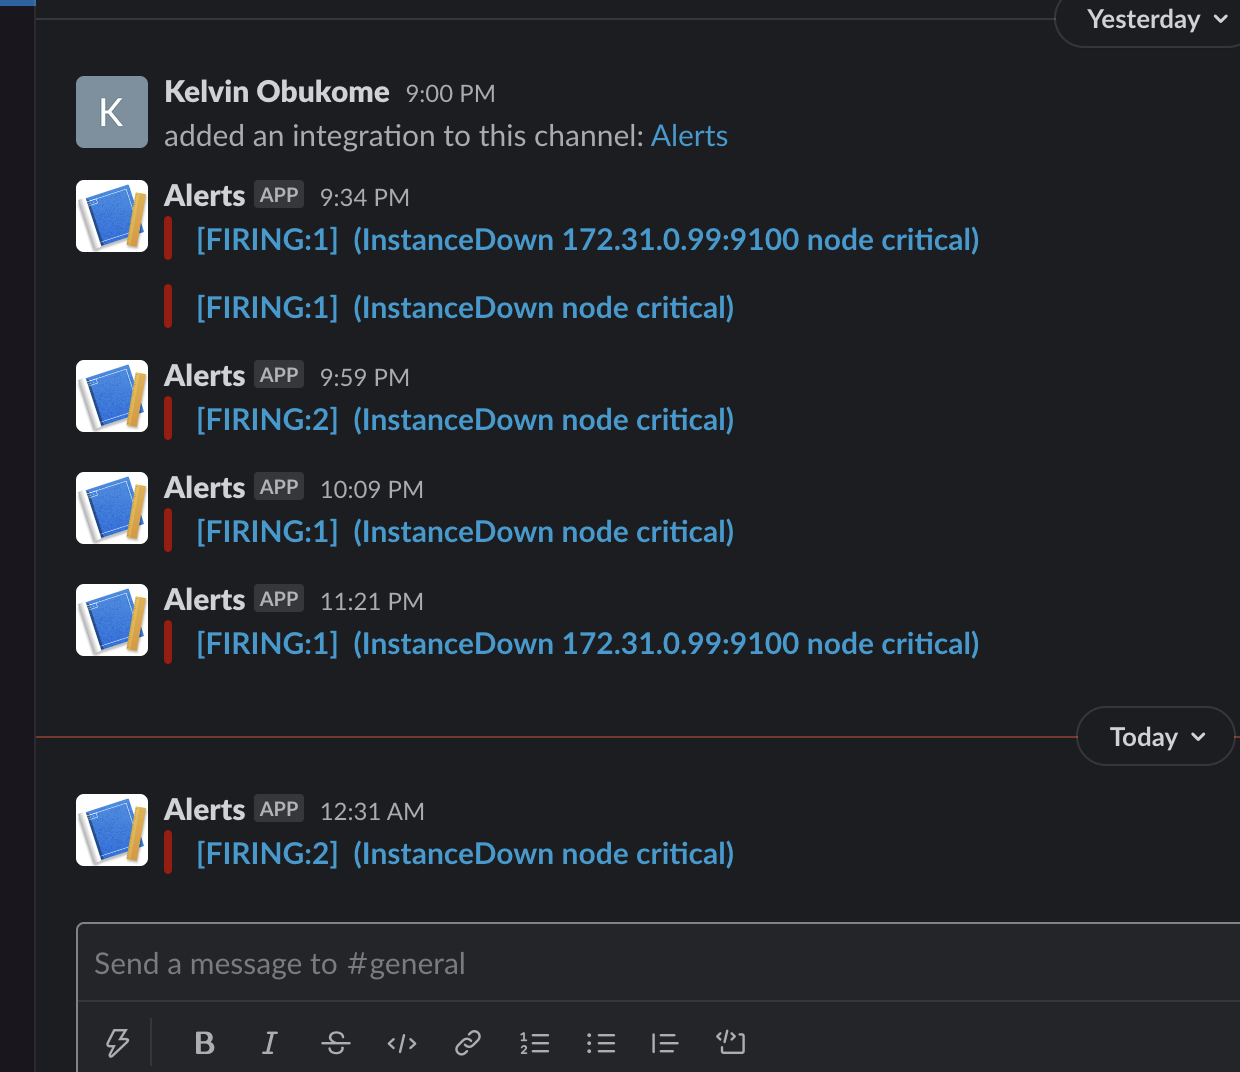 Yesterday
Kelvin Obukome 9:00 PM
added an integration to this channel: Alerts
Alerts APP 9:34 PM
[FIRING:1] (InstanceDown 172.31.0.99:9100 node critical)
[FIRING:1] (InstanceDown node critical)
Alerts APP 9:59 PM
[FIRING:2] (InstanceDown node critical)
Alerts APP 10:09 PM
[FIRING:1] (InstanceDown node critical)
Alerts APP 11:21 PM
[FIRING:1] (InstanceDown 172.31.0.99:9100 node critical)
Today
Alerts APP 12:31 AM
[FIRING:2] (InstanceDown node critical)
Send a message to #general